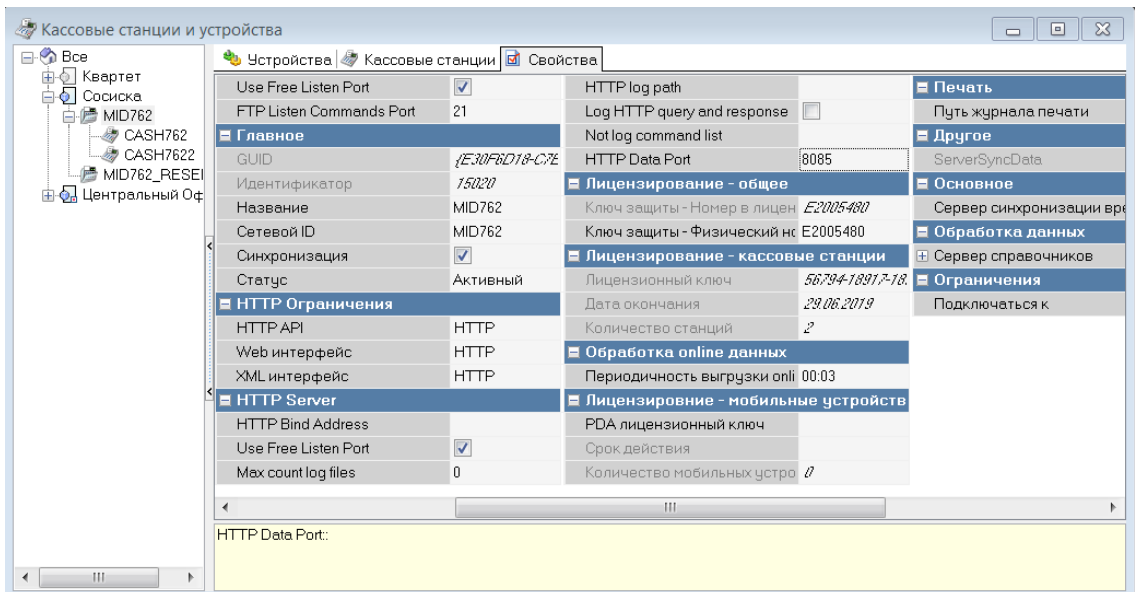 Кассовые станции и устройства
Все
Квартет
Сосиска
MID762
CASH762
CASH7622
MID762_RESEI
Центральный Оф
Устройства Кассовые станции Свойства
Use Free Listen Port
FTP Listen Commands Port 21
Главное
GUID {E30F6D18-C7E
Идентификатор 15020
Название MID762
Сетевой ID MID762
Синхронизация
Статус Активный
HTTP Ограничения
HTTP API HTTP
Web интерфейс HTTP
XML интерфейс HTTP
HTTP Server
HTTP Bind Address
Use Free Listen Port
Max count log files 0
HTTP log path
Log HTTP query and response
Not log command list
HTTP Data Port 8085
Лицензирование - общее
Ключ защиты - Номер в лицен E2005480
Ключ защиты - Физический нс E2005480
Лицензирование - кассовые станции
Лицензионный ключ 56794-18917-18.
Дата окончания 29.06.2019
Количество станций 2
Обработка online данных
Периодичность выгрузки onli 00:03
Лицензировние - мобильные устройств
PDA лицензионный ключ
Срок действия
Количество мобильных устро 0
Печать
Путь журнала печати
Другое
ServerSyncData
Основное
Сервер синхронизации вре
Обработка данных
Сервер справочников
Ограничения
Подключаться к
HTTP Data Port::